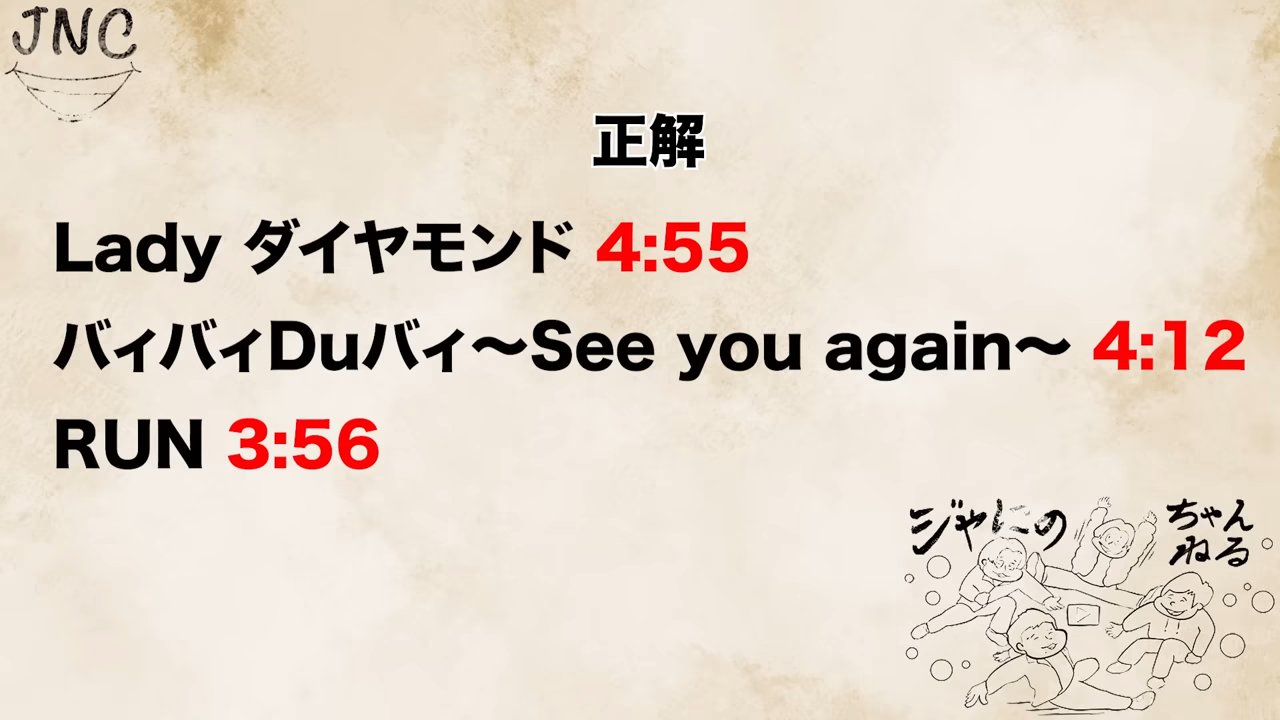 JNC
正解
Lady ダイヤモンド 4:55
バィバィDuバィ〜See you again〜 4:12
RUN 3:56
ジャにの
ちゃん
ねる